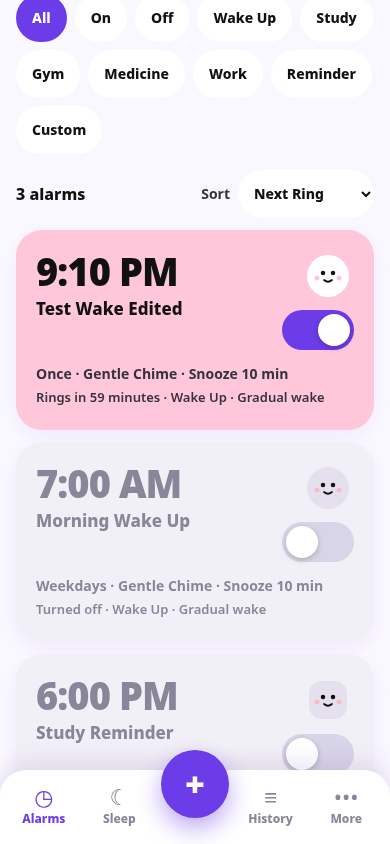 All On Off Wake Up Study
Gym Medicine Work Reminder
Custom
3 alarms Sort Next Ring
9:10 PM
Test Wake Edited
Once · Gentle Chime · Snooze 10 min
Rings in 59 minutes · Wake Up · Gradual wake
7:00 AM
Morning Wake Up
Weekdays · Gentle Chime · Snooze 10 min
Turned off · Wake Up · Gradual wake
6:00 PM
Study Reminder
+
Alarms Sleep History More